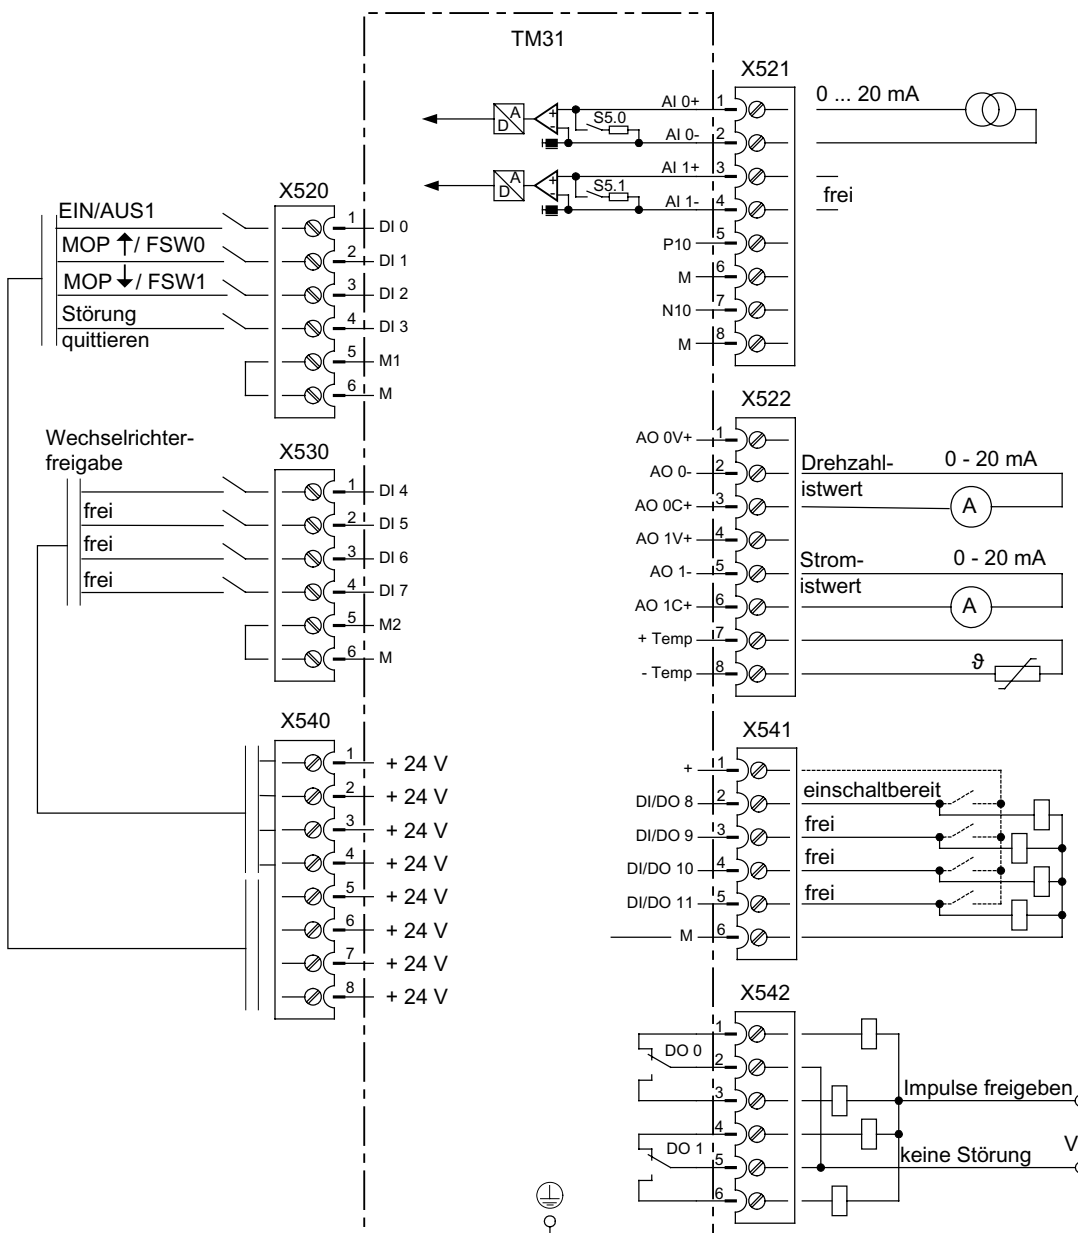 TM31
X520
EIN/AUS1
1 DI 0
MOP ↑/ FSW0
2 DI 1
MOP ↓/ FSW1
3 DI 2
Störung
quittieren
4 DI 3
5 M1
6 M
Wechselrichter-
freigabe
X530
1 DI 4
frei
2 DI 5
frei
3 DI 6
frei
4 DI 7
5 M2
6 M
X540
1 + 24 V
2 + 24 V
3 + 24 V
4 + 24 V
5 + 24 V
6 + 24 V
7 + 24 V
8 + 24 V
X521
A
D
S5.0
AI 0+ 1
0 ... 20 mA
AI 0- 2
A
D
S5.1
AI 1+ 3
frei
AI 1- 4
P10 5
M 6
N10 7
M 8
X522
AO 0V+ 1
AO 0- 2
Drehzahl-
istwert
0 - 20 mA
AO 0C+ 3
A
AO 1V+ 4
AO 1- 5
Strom-
istwert
0 - 20 mA
AO 1C+ 6
A
+ Temp 7
- Temp 8
ϑ
X541
+ 1
DI/DO 8 2
einschaltbereit
DI/DO 9 3
frei
DI/DO 10 4
frei
DI/DO 11 5
frei
M 6
X542
1
DO 0
2
3
Impulse freigeben
4
DO 1
5
keine Störung
V
6